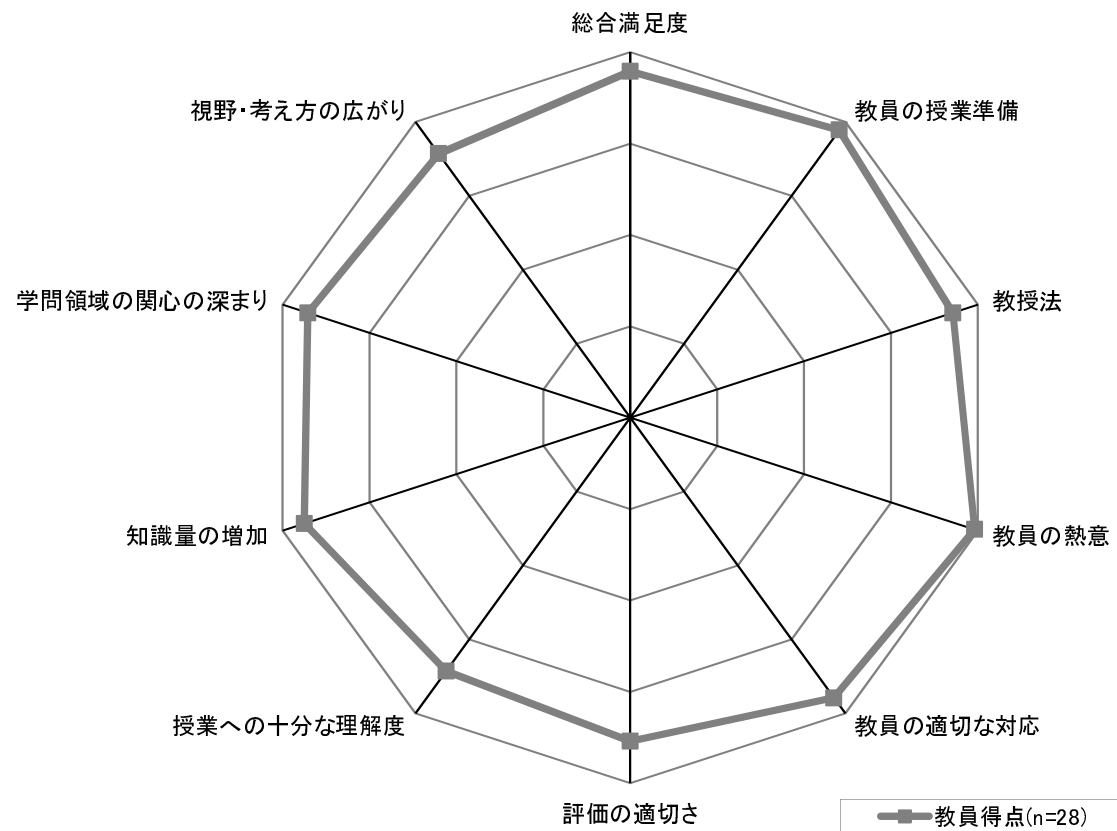 総合満足度
視野・考え方の広がり
教員の授業準備
学問領域の関心の深まり
教授法
知識量の増加
教員の熱意
授業への十分な理解度
教員の適切な対応
評価の適切さ
教員得点(n=28)